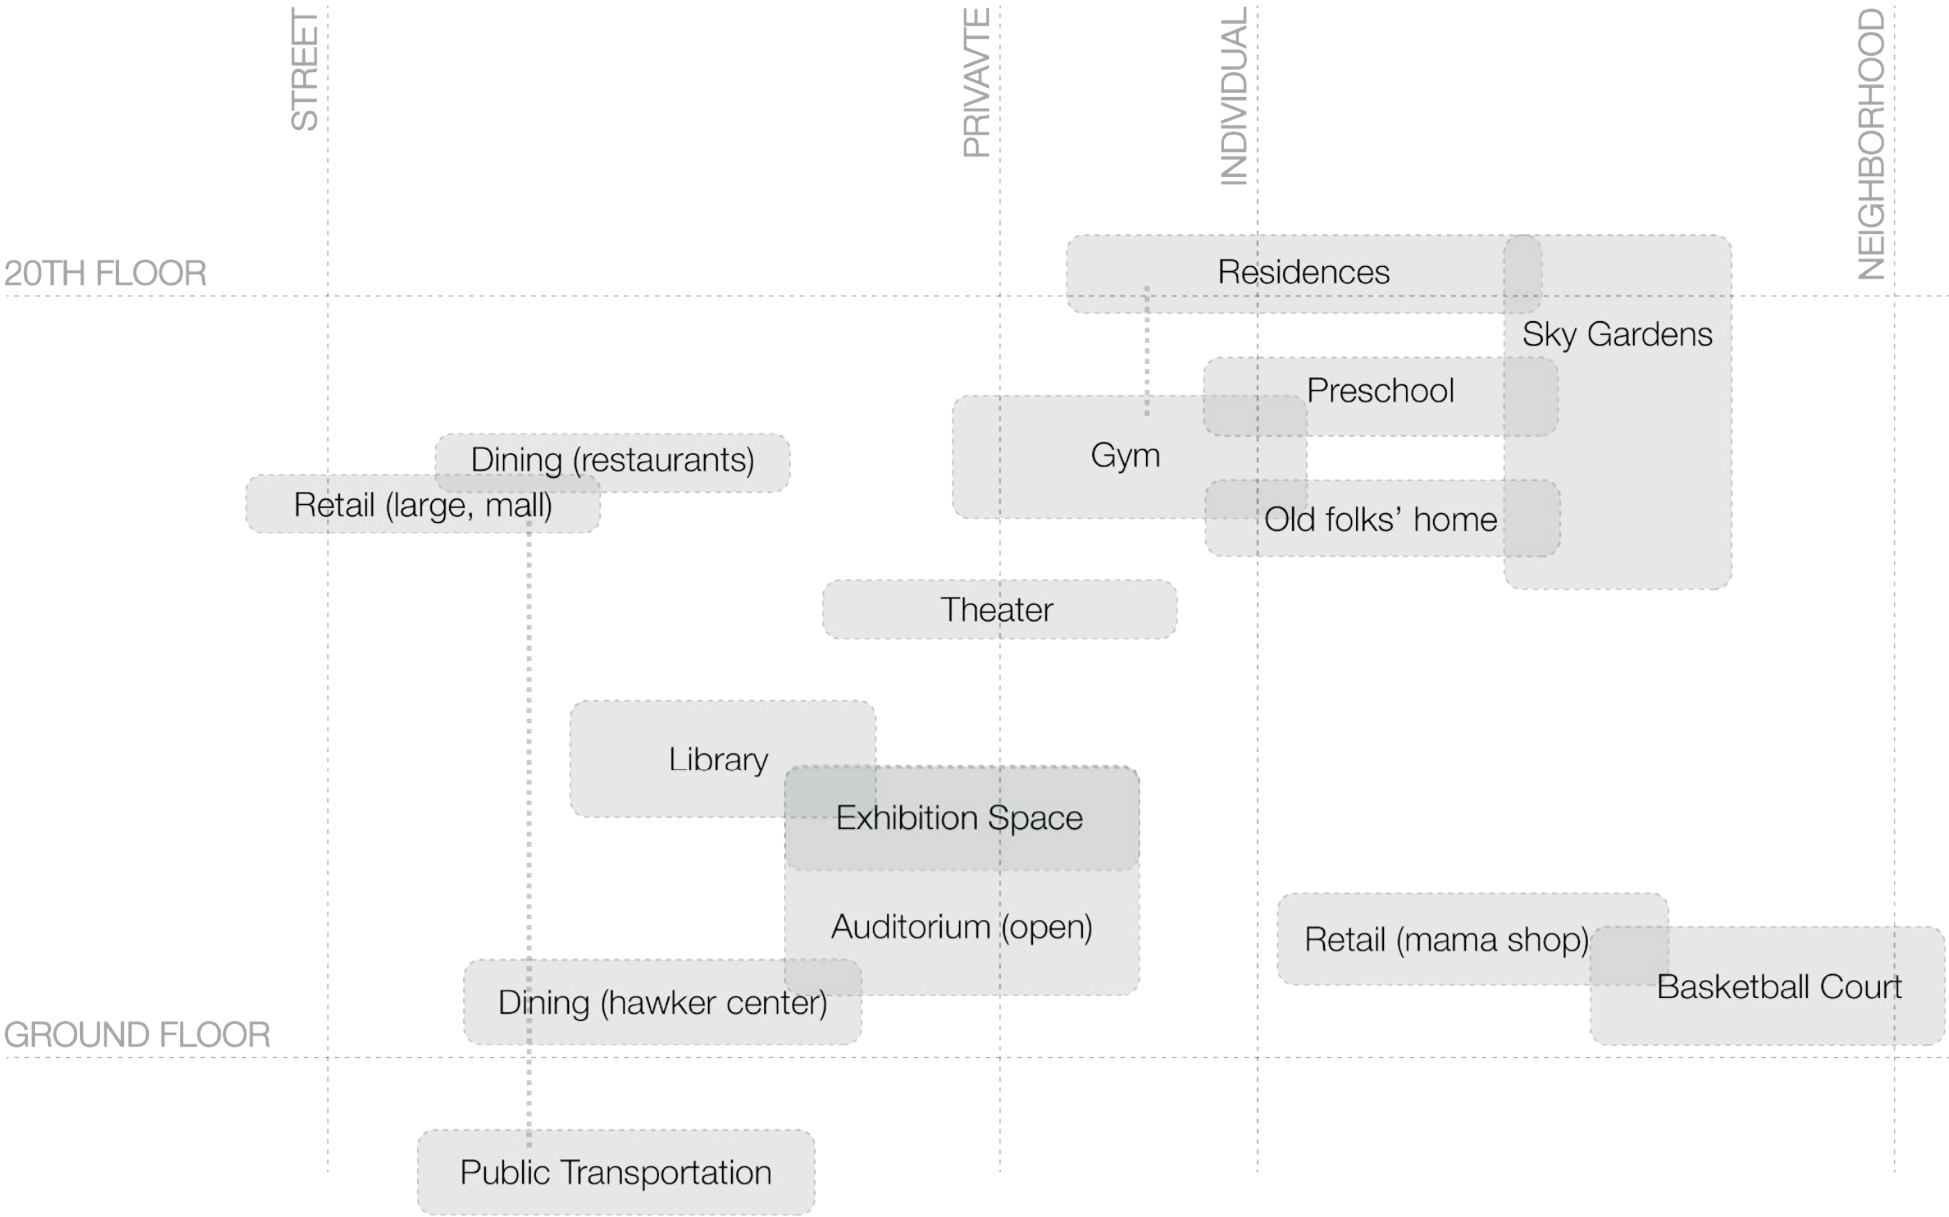 STREET
PRIVAVTE
INDIVIDUAL
NEIGHBORHOOD
20TH FLOOR
Residences
Sky Gardens
Preschool
Gym
Dining (restaurants)
Retail (large, mall)
Old folks’ home
Theater
Library
Exhibition Space
Auditorium (open)
Retail (mama shop)
Basketball Court
Dining (hawker center)
GROUND FLOOR
Public Transportation